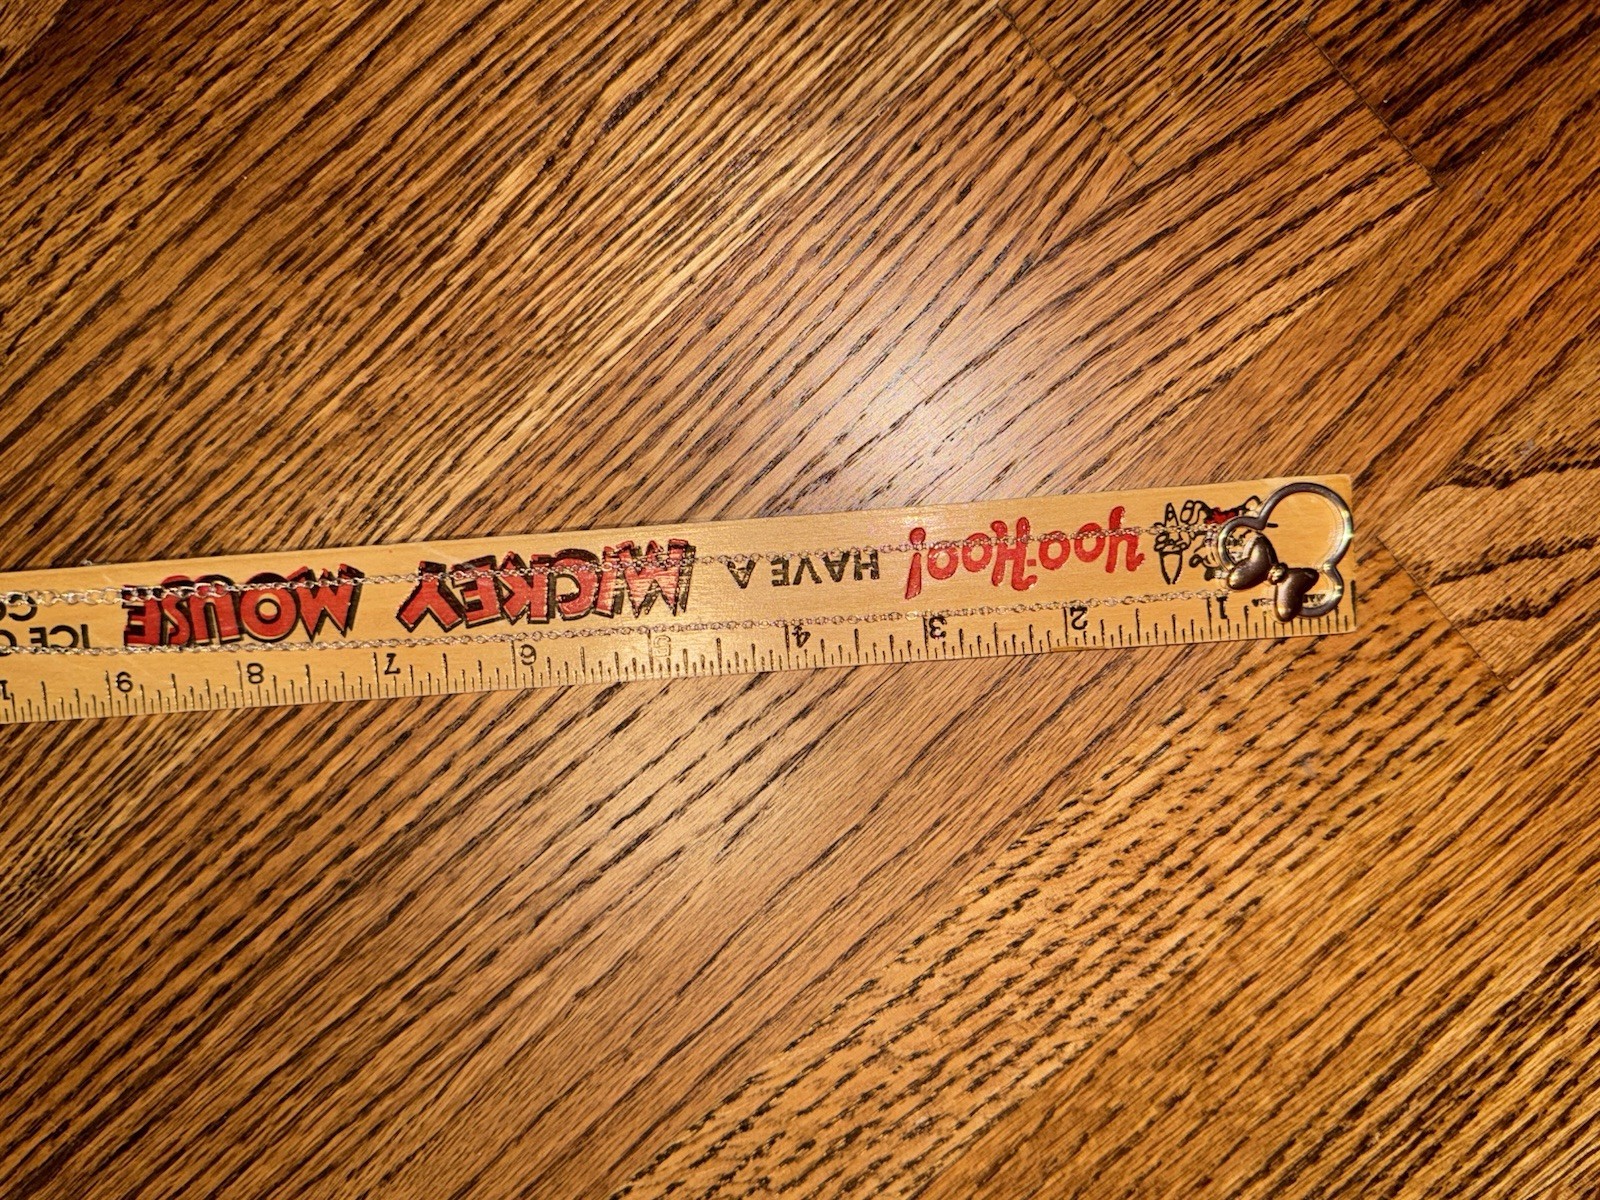 YOO-HOO! HAVE A MICKEY MOUSE ICE
1 2 3 4 5 6 7 8 9